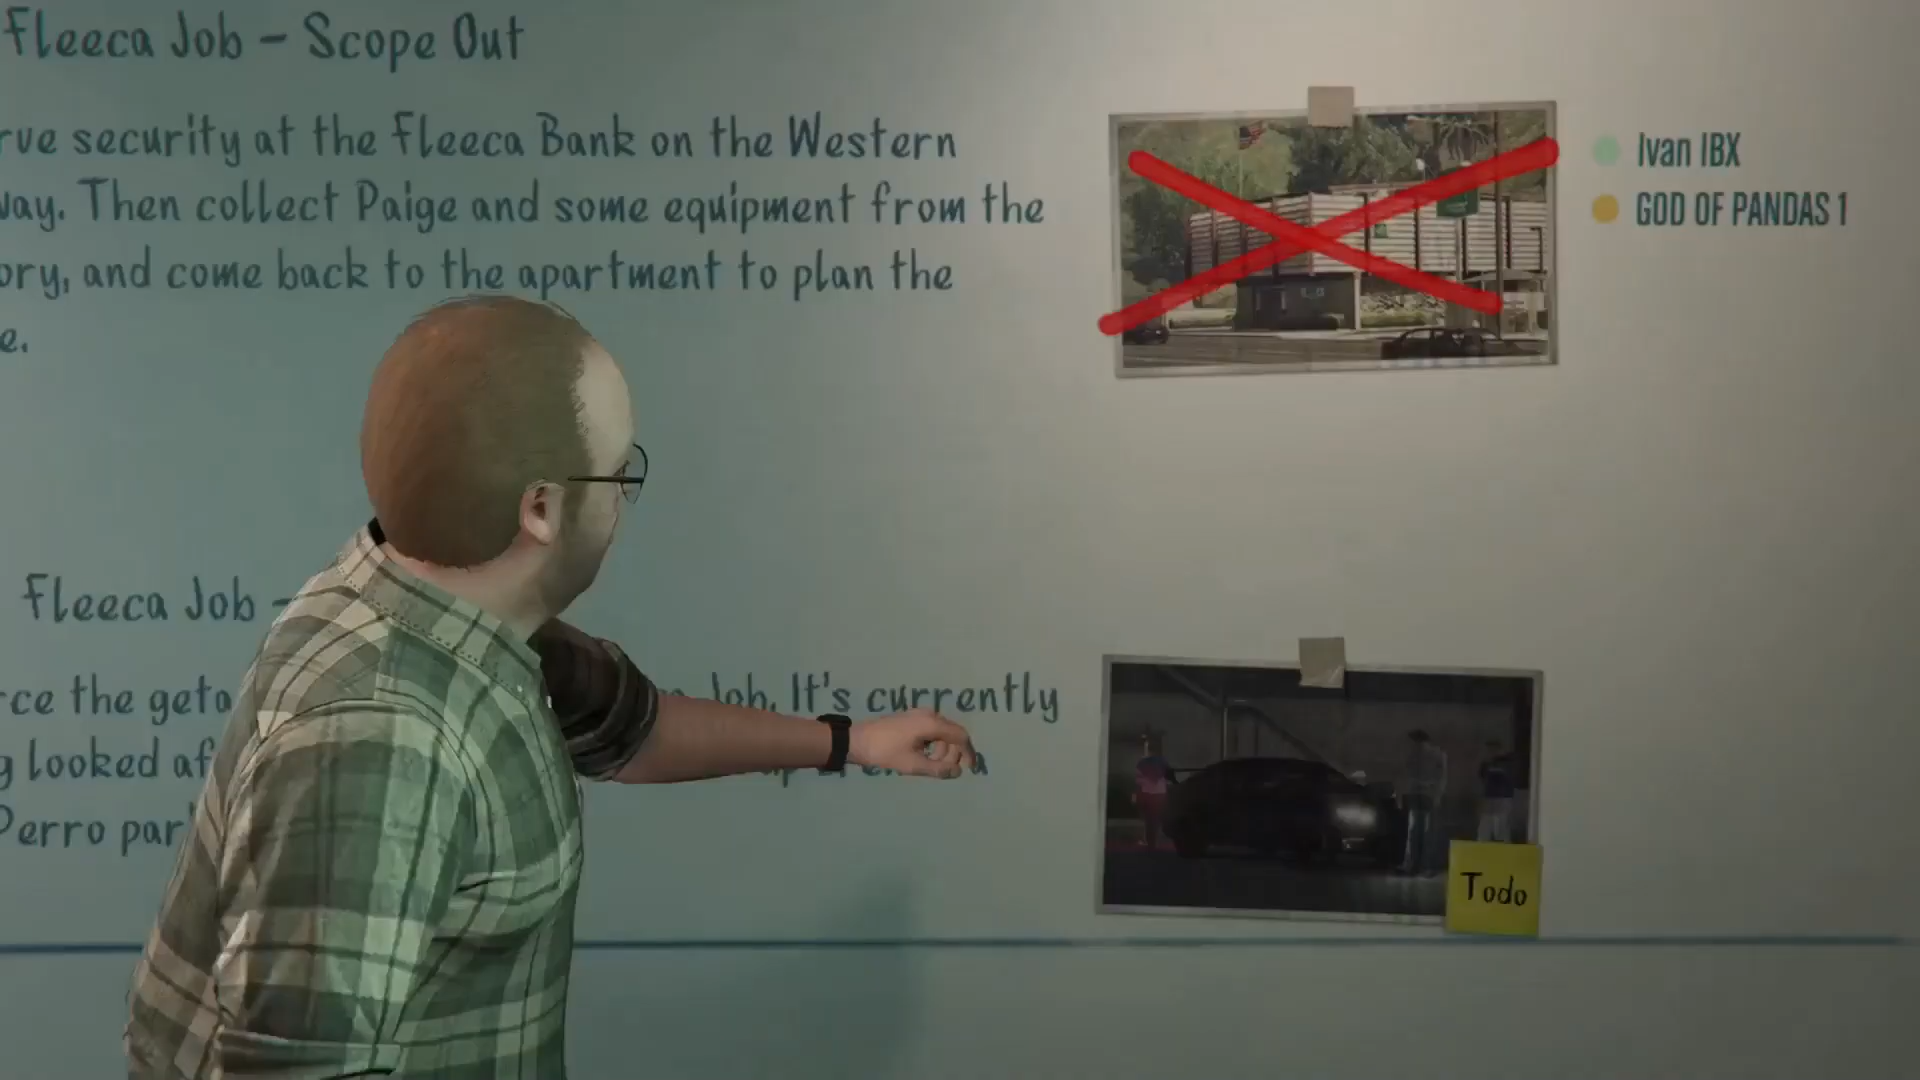 Fleeca Job – Scope Out
rve security at the Fleeca Bank on the Western
way. Then collect Paige and some equipment from the
ory, and come back to the apartment to plan the
e.
Ivan IBX
GOD OF PANDAS 1
Fleeca Job –
rce the geta Job. It's currently
g looked af a
Perro par
Todo